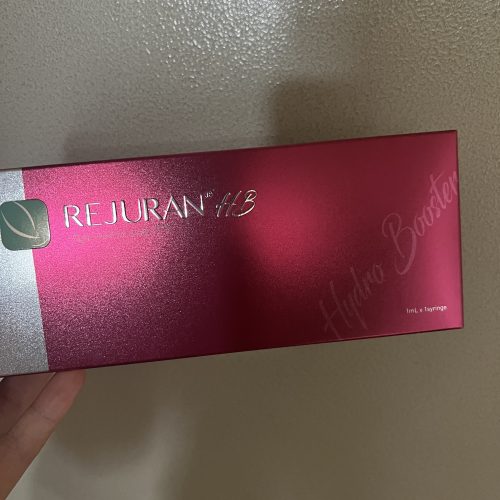 REJURAN® HB
Hydro Booster
1mL x 1syringe